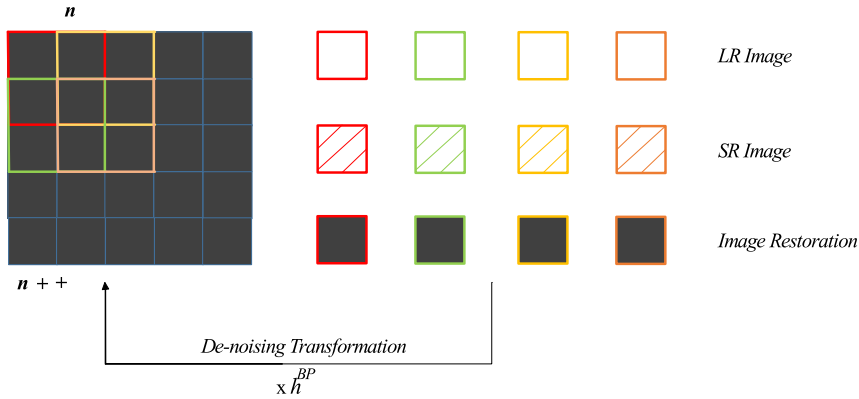 n
LR Image
SR Image
Image Restoration
n + +
De-noising Transformation
x h^BP